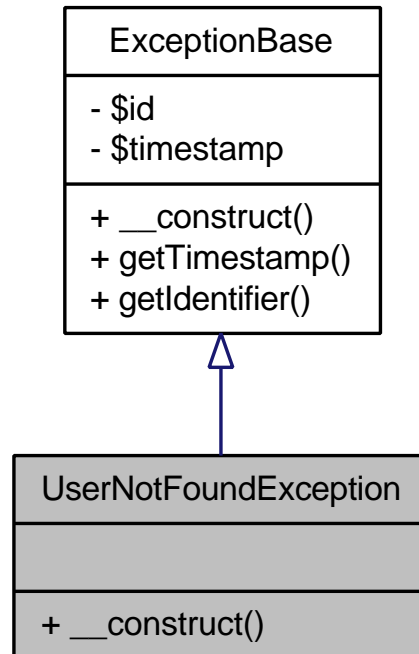 ExceptionBase
- $id
- $timestamp
+ __construct()
+ getTimestamp()
+ getIdentifier()
UserNotFoundException
+ __construct()